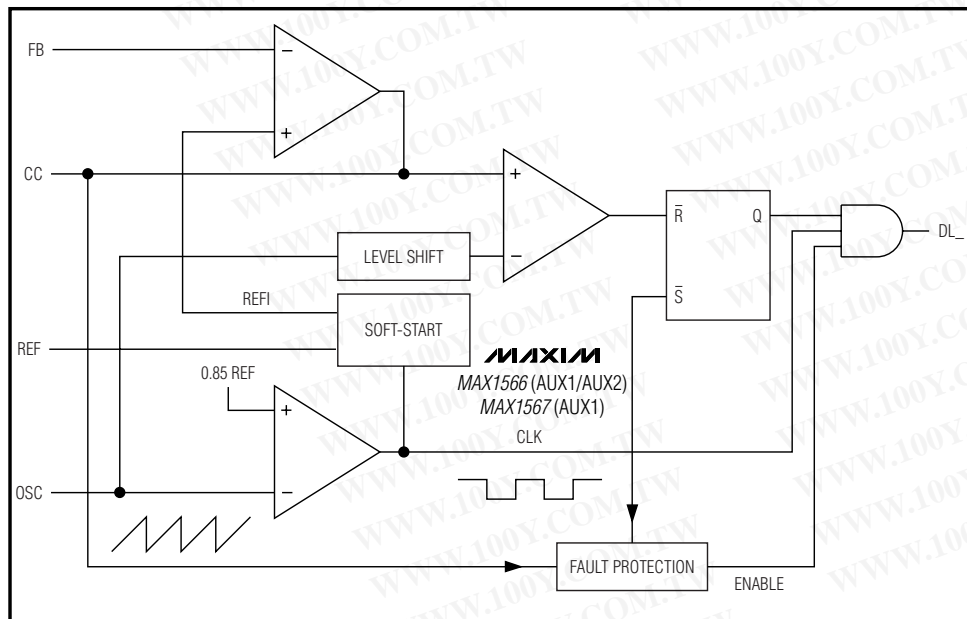 FB
−
+
CC
+
R̅
Q
DL_
LEVEL SHIFT
−
REFI
S̅
SOFT-START
REF
MAXIM
0.85 REF
MAX1566 (AUX1/AUX2)
MAX1567 (AUX1)
+
CLK
OSC
−
FAULT PROTECTION
ENABLE
WWW.100Y.COM.TW